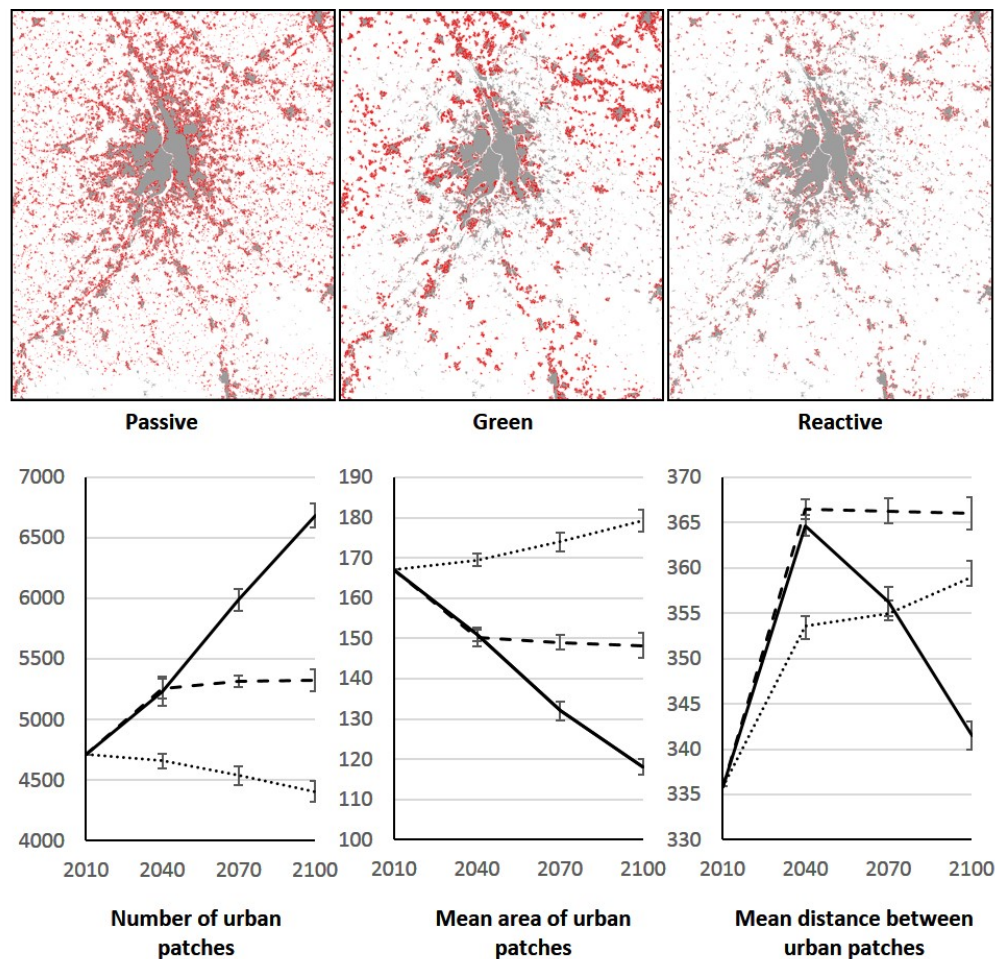 Passive
Green
Reactive
7000
6500
6000
5500
5000
4500
4000
2010 2040 2070 2100
Number of urban
patches
190
180
170
160
150
140
130
120
110
100
2010 2040 2070 2100
Mean area of urban
patches
370
365
360
355
350
345
340
335
330
2010 2040 2070 2100
Mean distance between
urban patches